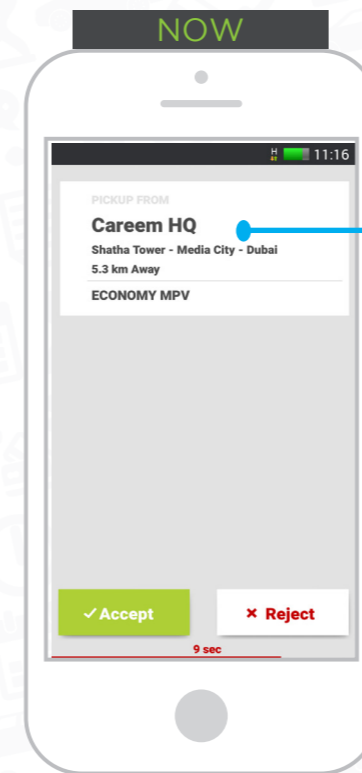 NOW
H 11:16
PICKUP FROM
Careem HQ
Shatha Tower - Media City - Dubai
5.3 km Away
ECONOMY MPV
✓ Accept
× Reject
9 sec